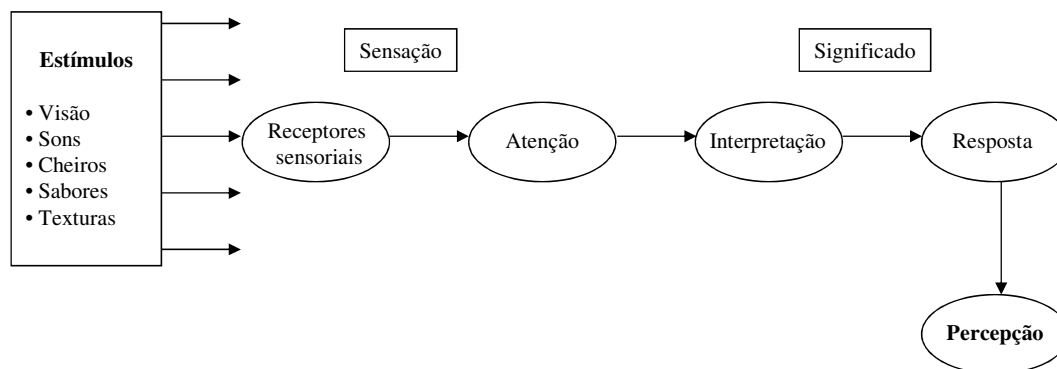 Estímulos
• Visão
• Sons
• Cheiros
• Sabores
• Texturas
Sensação
Significado
Receptores
sensoriais
Atenção
Interpretação
Resposta
Percepção